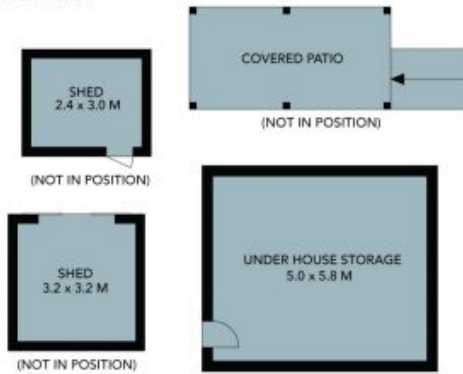 COVERED PATIO
(NOT IN POSITION)
SHED
2.4 x 3.0 M
(NOT IN POSITION)
SHED
3.2 x 3.2 M
(NOT IN POSITION)
UNDER HOUSE STORAGE
5.0 x 5.8 M